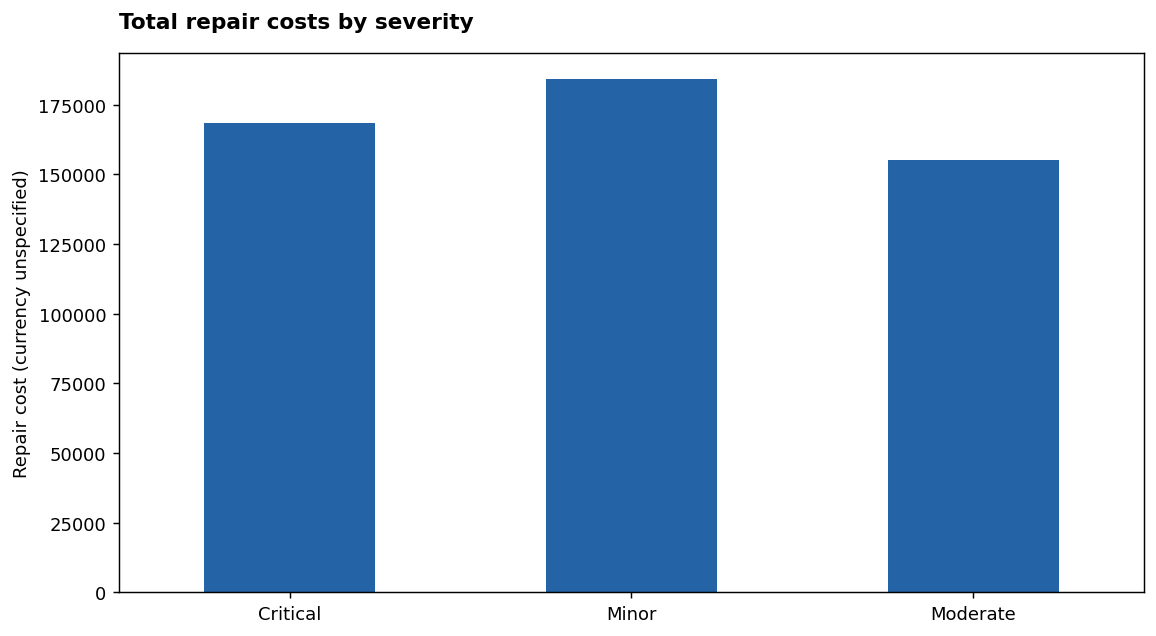 Total repair costs by severity
Repair cost (currency unspecified)
175000
150000
125000
100000
75000
50000
25000
0
Critical
Minor
Moderate